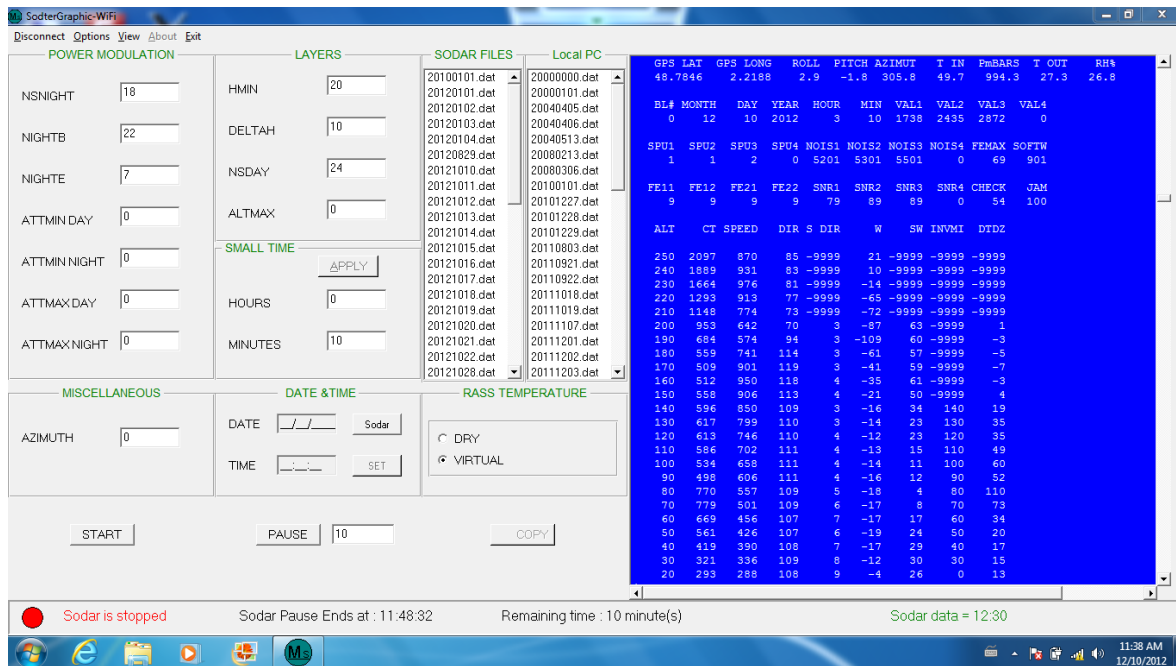 SodterGraphic-WiFi
Disconnect Options View About Exit
POWER MODULATION
NSNIGHT 18
NIGHTB 22
NIGHTE 7
ATTMIN DAY 0
ATTMIN NIGHT 0
ATTMAX DAY 0
ATTMAX NIGHT 0
LAYERS
HMIN 20
DELTAH 10
NSDAY 24
ALTMAX 0
SMALL TIME
APPLY
HOURS 0
MINUTES 10
SODAR FILES
20100101.dat
20120101.dat
20120102.dat
20120103.dat
20120104.dat
20120829.dat
20121010.dat
20121011.dat
20121012.dat
20121013.dat
20121014.dat
20121015.dat
20121016.dat
20121017.dat
20121018.dat
20121019.dat
20121020.dat
20121021.dat
20121022.dat
20121028.dat
Local PC
20000000.dat
20000101.dat
20040405.dat
20040406.dat
20040513.dat
20080213.dat
20080306.dat
20100101.dat
20101227.dat
20101228.dat
20101229.dat
20110803.dat
20110921.dat
20110922.dat
20111018.dat
20111019.dat
20111107.dat
20111201.dat
20111202.dat
20111203.dat
MISCELLANEOUS
AZIMUTH 0
DATE &TIME
DATE __/__/____ Sodar
TIME __:__:__ SET
RASS TEMPERATURE
DRY
VIRTUAL
START
PAUSE 10
COPY
GPS LAT GPS LONG ROLL PITCH AZIMUT T IN PmBARS T OUT RH%
48.7846 2.2188 2.9 -1.8 305.8 49.7 994.3 27.3 26.8
BL# MONTH DAY YEAR HOUR MIN VAL1 VAL2 VAL3 VAL4
0 12 10 2012 3 10 1738 2435 2872 0
SPU1 SPU2 SPU3 SPU4 NOIS1 NOIS2 NOIS3 NOIS4 FEMAX SOFTW
1 1 2 0 5201 5301 5501 0 69 901
FE11 FE12 FE21 FE22 SNR1 SNR2 SNR3 SNR4 CHECK JAM
9 9 9 9 79 89 89 0 54 100
ALT CT SPEED DIR S DIR W SW INVMI DTDZ
250 2097 870 85 -9999 21 -9999 -9999 -9999
240 1889 931 83 -9999 10 -9999 -9999 -9999
230 1664 976 81 -9999 -14 -9999 -9999 -9999
220 1293 913 77 -9999 -65 -9999 -9999 -9999
210 1148 774 73 -9999 -72 -9999 -9999 -9999
200 953 642 70 3 -87 63 -9999 1
190 684 574 94 3 -109 60 -9999 -3
180 559 741 114 3 -61 57 -9999 -5
170 509 901 119 3 -41 59 -9999 -7
160 512 950 118 4 -35 61 -9999 -3
150 558 906 113 4 -21 50 -9999 4
140 596 850 109 3 -16 34 140 19
130 617 799 110 3 -14 23 130 35
120 613 746 110 4 -12 23 120 35
110 586 702 111 4 -13 15 110 49
100 534 658 111 4 -14 11 100 60
90 498 606 111 4 -16 12 90 52
80 770 557 109 5 -18 4 80 110
70 779 501 109 6 -17 8 70 73
60 669 456 107 7 -17 17 60 34
50 561 426 107 6 -19 24 50 20
40 419 390 108 7 -17 29 40 17
30 321 336 109 8 -12 30 30 15
20 293 288 108 9 -4 26 0 13
Sodar is stopped
Sodar Pause Ends at : 11:48:32
Remaining time : 10 minute(s)
Sodar data = 12:30
Ms
11:38 AM
12/10/2012